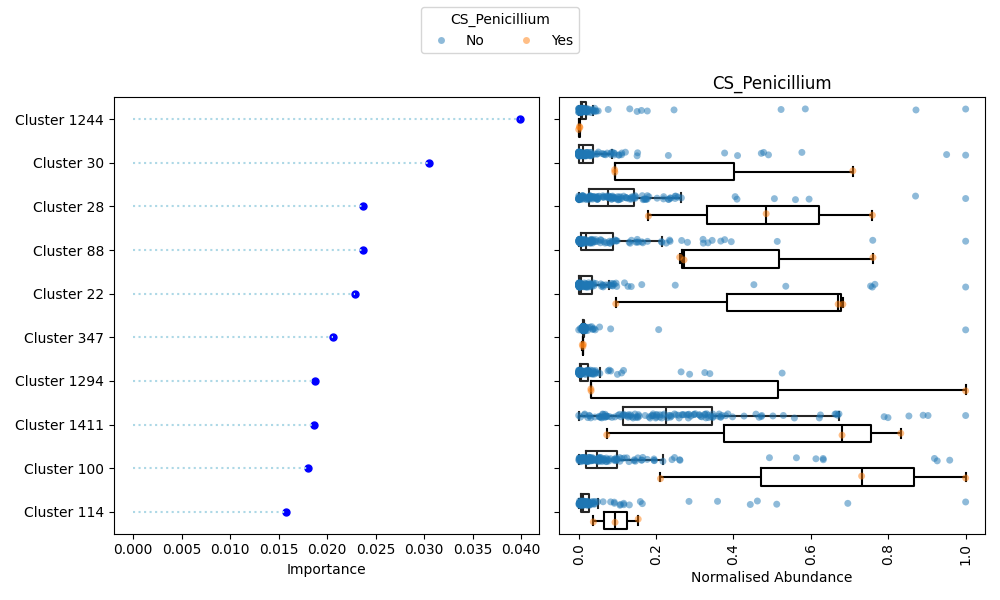 CS_Penicillium
No Yes
CS_Penicillium
Cluster 1244
Cluster 30
Cluster 28
Cluster 88
Cluster 22
Cluster 347
Cluster 1294
Cluster 1411
Cluster 100
Cluster 114
0.000 0.005 0.010 0.015 0.020 0.025 0.030 0.035 0.040
Importance
0.0 0.2 0.4 0.6 0.8 1.0
Normalised Abundance